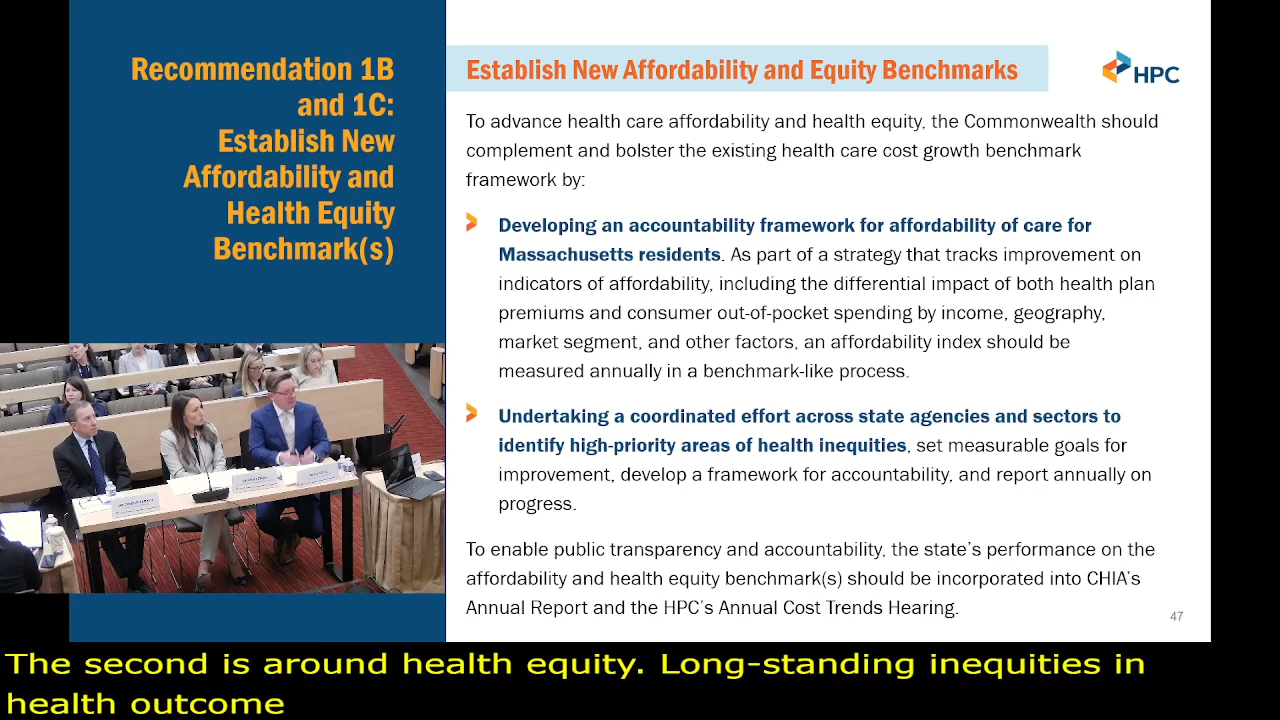 Recommendation 1B
and 1C:
Establish New
Affordability and
Health Equity
Benchmark(s)
Establish New Affordability and Equity Benchmarks
HPC
To advance health care affordability and health equity, the Commonwealth should
complement and bolster the existing health care cost growth benchmark
framework by:
Developing an accountability framework for affordability of care for
Massachusetts residents. As part of a strategy that tracks improvement on
indicators of affordability, including the differential impact of both health plan
premiums and consumer out-of-pocket spending by income, geography,
market segment, and other factors, an affordability index should be
measured annually in a benchmark-like process.
Undertaking a coordinated effort across state agencies and sectors to
identify high-priority areas of health inequities, set measurable goals for
improvement, develop a framework for accountability, and report annually on
progress.
To enable public transparency and accountability, the state's performance on the
affordability and health equity benchmark(s) should be incorporated into CHIA's
Annual Report and the HPC's Annual Cost Trends Hearing.
47
The second is around health equity. Long-standing inequities in
health outcome